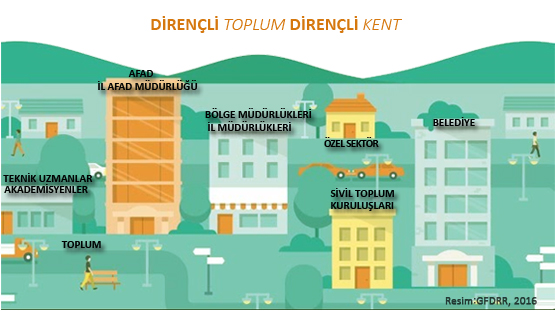 DİRENÇLİ TOPLUM DİRENÇLİ KENT
AFAD
İL AFAD MÜDÜRLÜĞÜ
BÖLGE MÜDÜRLÜKLERİ
İL MÜDÜRLÜKLERİ
BELEDİYE
ÖZEL SEKTÖR
TEKNİK UZMANLAR
AKADEMİSYENLER
SİVİL TOPLUM
KURULUŞLARI
TOPLUM
Resim:GFDRR, 2016